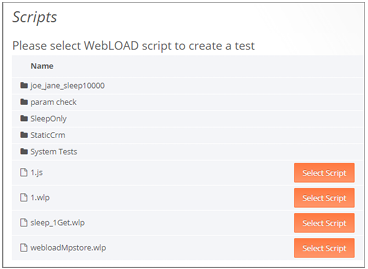 Scripts
Please select WebLOAD script to create a test
Name
joe_jane_sleep10000
param check
SleepOnly
StaticCrm
System Tests
1.js Select Script
1.wlp Select Script
sleep_1Get.wlp Select Script
webloadMpstore.wlp Select Script